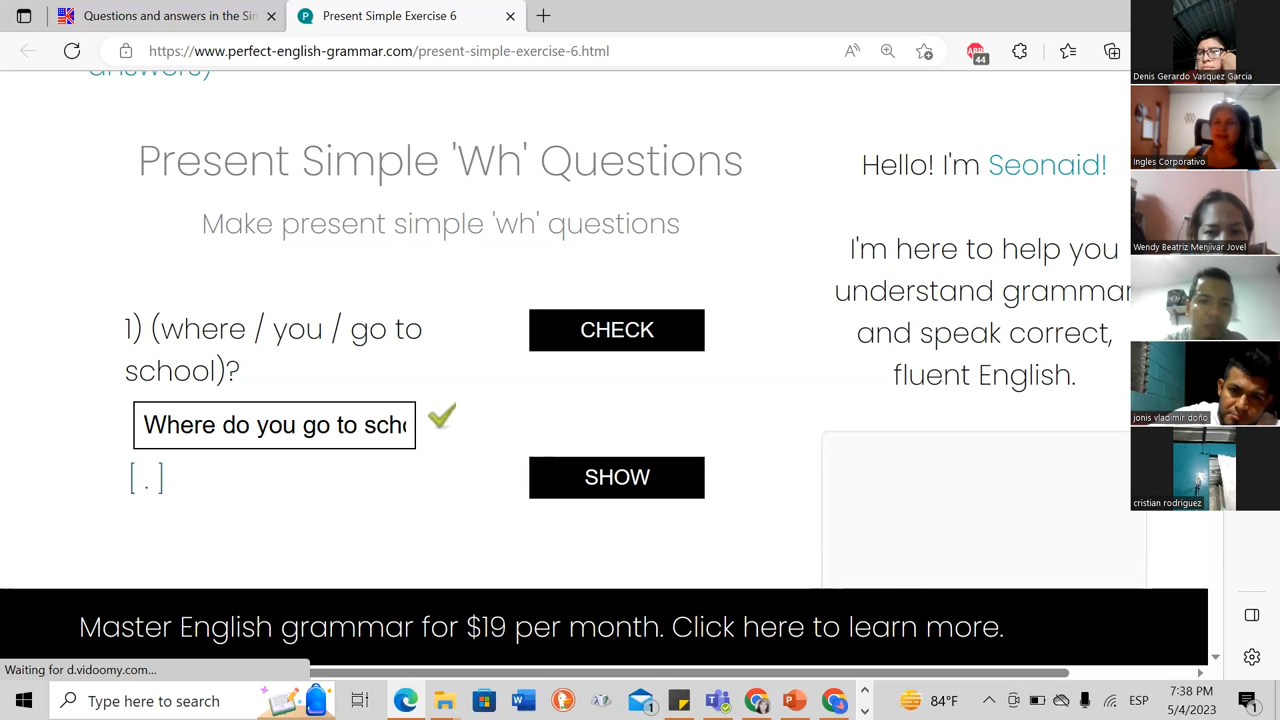 Questions and answers in the Sir
Present Simple Exercise 6
https://www.perfect-english-grammar.com/present-simple-exercise-6.html
44
answers)
Present Simple 'Wh' Questions
Make present simple 'wh' questions
1) (where / you / go to
school)?
CHECK
Where do you go to scho
[ . ]
SHOW
Hello! I'm Seonaid!
I'm here to help you
understand grammar
and speak correct,
fluent English.
Master English grammar for $19 per month. Click here to learn more.
Waiting for d.vidoomy.com...
Denis Gerardo Vasquez Garcia
Ingles Corporativo
Wendy Beatriz Menjivar Jovel
jonis vladimir doño
cristian rodriguez
Type here to search
84°F
ESP
7:38 PM
5/4/2023